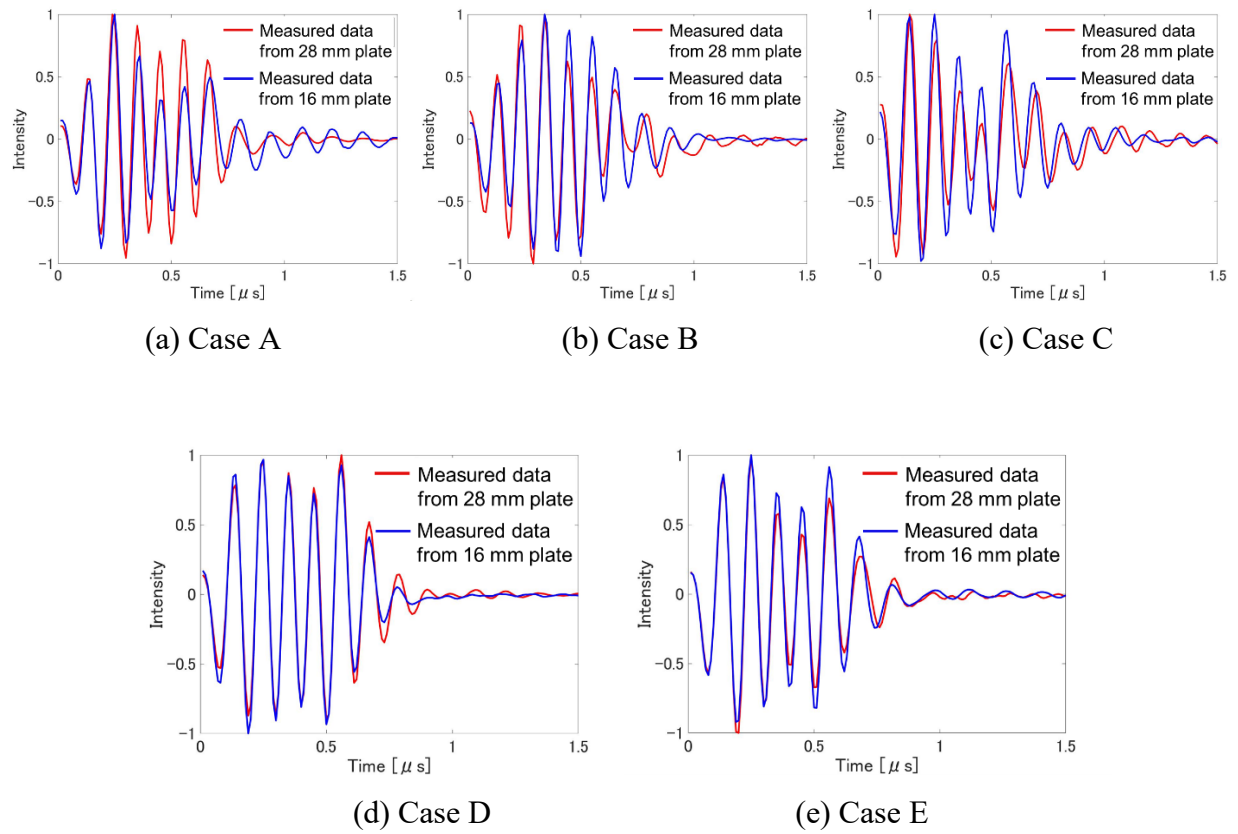 Measured data
from 28 mm plate
Measured data
from 16 mm plate
1
0.5
0
−0.5
−1
Intensity
0
0.5
1
1.5
Time [μs]
(a) Case A
Measured data
from 28 mm plate
Measured data
from 16 mm plate
1
0.5
0
−0.5
−1
Intensity
0
0.5
1
1.5
Time [μs]
(b) Case B
Measured data
from 28 mm plate
Measured data
from 16 mm plate
1
0.5
0
−0.5
−1
Intensity
0
0.5
1
1.5
Time [μs]
(c) Case C
Measured data
from 28 mm plate
Measured data
from 16 mm plate
1
0.5
0
−0.5
−1
Intensity
0
0.5
1
1.5
Time [μs]
(d) Case D
Measured data
from 28 mm plate
Measured data
from 16 mm plate
1
0.5
0
−0.5
−1
Intensity
0
0.5
1
1.5
Time [μs]
(e) Case E